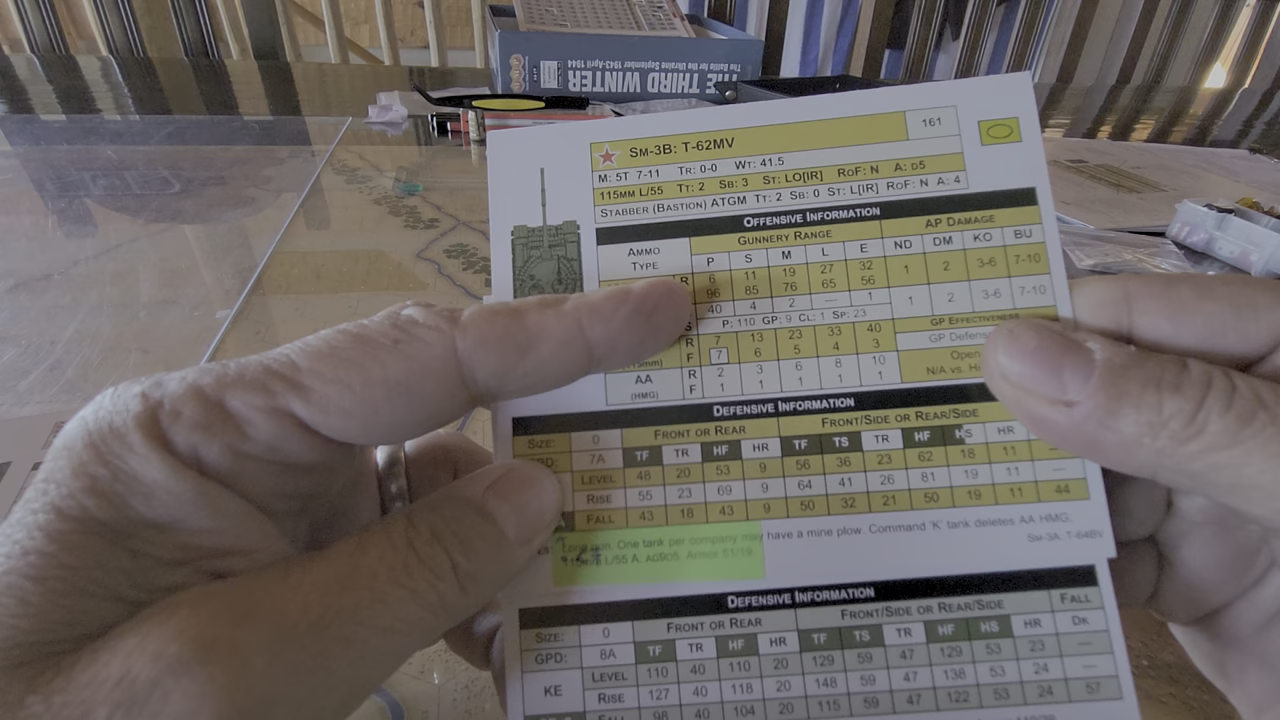 THE THIRD WINTER
The Battle for the Ukraine September 1943-April 1944
SM-3B: T-62MV 161
M: 5T 7-11 TR: 0-0 WT: 41.5
115MM L/55 TT: 2 SB: 3 ST: LO[IR] ROF: N A: D5
STABBER (BASTION) ATGM TT: 2 SB: 0 ST: L[IR] ROF: N A: 4
OFFENSIVE INFORMATION
AMMO TYPE GUNNERY RANGE AP DAMAGE
P S M L E ND DM KO BU
R 6 11 19 27 32 1 2 3-6 7-10
96 85 76 65 56
40 4 2 — 1 1 2 3-6 7-10
P: 110 GP: 9 CL: 1 SP: 23 GP EFFECTIVENESS
R 7 13 23 33 40 GP
F 7 6 5 4 3 Open
AA R 2 3 6 8 10 N/A vs.
(HMG) F 1 1 1 1 1
DEFENSIVE INFORMATION
SIZE: 0 FRONT OR REAR FRONT/SIDE OR REAR/SIDE
7A TF TR HF HR TF TS TR HF HS HR
LEVEL 48 20 53 9 56 36 23 62 18 11 —
RISE 55 23 69 9 64 41 26 81 19 11 —
FALL 43 18 43 9 50 32 21 50 19 11 44
One tank per company may have a mine plow. Command 'K' tank deletes AA HMG.
L/55 A. AG905. Armor 51/19. SM-3A: T-64BV
DEFENSIVE INFORMATION
SIZE: 0 FRONT OR REAR FRONT/SIDE OR REAR/SIDE FALL
GPD: 8A TF TR HF HR TF TS TR HF HS HR DK
KE LEVEL 110 40 110 20 129 59 47 129 53 23 —
RISE 127 40 118 20 148 59 47 138 53 24 —
FALL 98 40 104 20 115 59 47 122 53 24 57